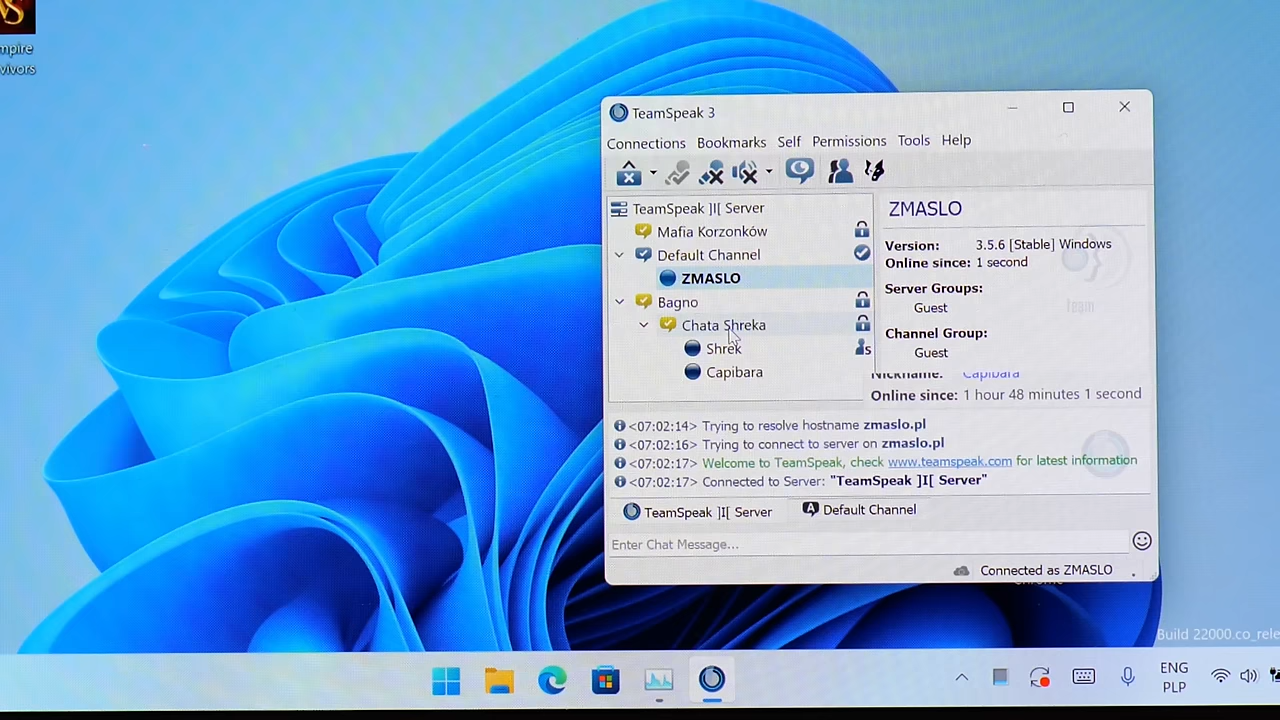 mpire
vivors
TeamSpeak 3
Connections Bookmarks Self Permissions Tools Help
TeamSpeak ]I[ Server
Mafia Korzonków
Default Channel
ZMASLO
Bagno
Chata Shreka
Shrek
S
Capibara
ZMASLO
Version: 3.5.6 [Stable] Windows
Online since: 1 second
Server Groups:
Guest
Channel Group:
Guest
Nickname: Capibara
Online since: 1 hour 48 minutes 1 second
Team
<07:02:14> Trying to resolve hostname zmaslo.pl
<07:02:16> Trying to connect to server on zmaslo.pl
<07:02:17> Welcome to TeamSpeak, check www.teamspeak.com for latest information
<07:02:17> Connected to Server: "TeamSpeak ]I[ Server"
TeamSpeak ]I[ Server
A Default Channel
Enter Chat Message...
Connected as ZMASLO
Chrome
Build 22000.co_rele
ENG
PLP